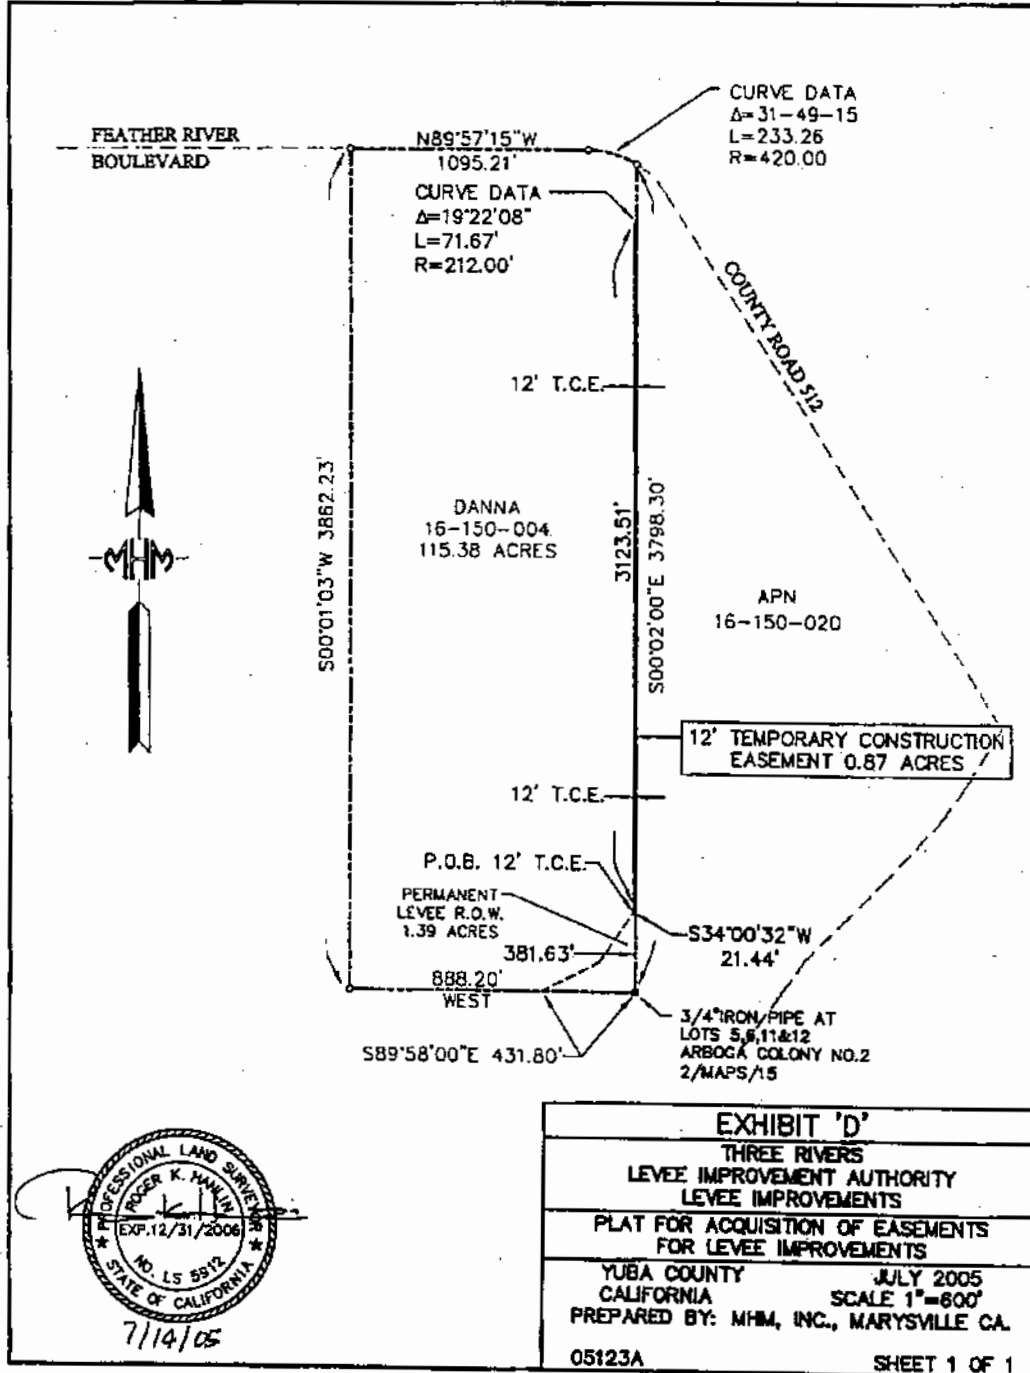 CURVE DATA
Δ=31-49-15
L=233.26
R=420.00
FEATHER RIVER
BOULEVARD
N89°57'15"W
1095.21'
CURVE DATA
Δ=19°22'08"
L=71.67'
R=212.00'
COUNTY ROAD 512
12' T.C.E.
S00°01'03"W 3862.23'
DANNA
16-150-004
115.38 ACRES
3123.51'
S00°02'00"E 3798.30'
MHM
APN
16-150-020
12' TEMPORARY CONSTRUCTION
EASEMENT 0.87 ACRES
12' T.C.E.
P.O.B. 12' T.C.E.
PERMANENT
LEVEE R.O.W.
1.39 ACRES
S34°00'32"W
21.44'
381.63'
888.20'
WEST
S89°58'00"E 431.80'
3/4"IRON PIPE AT
LOTS 5,6,11&12
ARBOGA COLONY NO.2
2/MAPS/15
EXHIBIT 'D'
THREE RIVERS
LEVEE IMPROVEMENT AUTHORITY
LEVEE IMPROVEMENTS
PLAT FOR ACQUISITION OF EASEMENTS
FOR LEVEE IMPROVEMENTS
YUBA COUNTY JULY 2005
CALIFORNIA SCALE 1"=600'
PREPARED BY: MHM, INC., MARYSVILLE CA.
05123A SHEET 1 OF 1
PROFESSIONAL LAND SURVEYOR
ROGER K. HANLIN
EXP.12/31/2006
NO. LS 5912
STATE OF CALIFORNIA
7/14/05